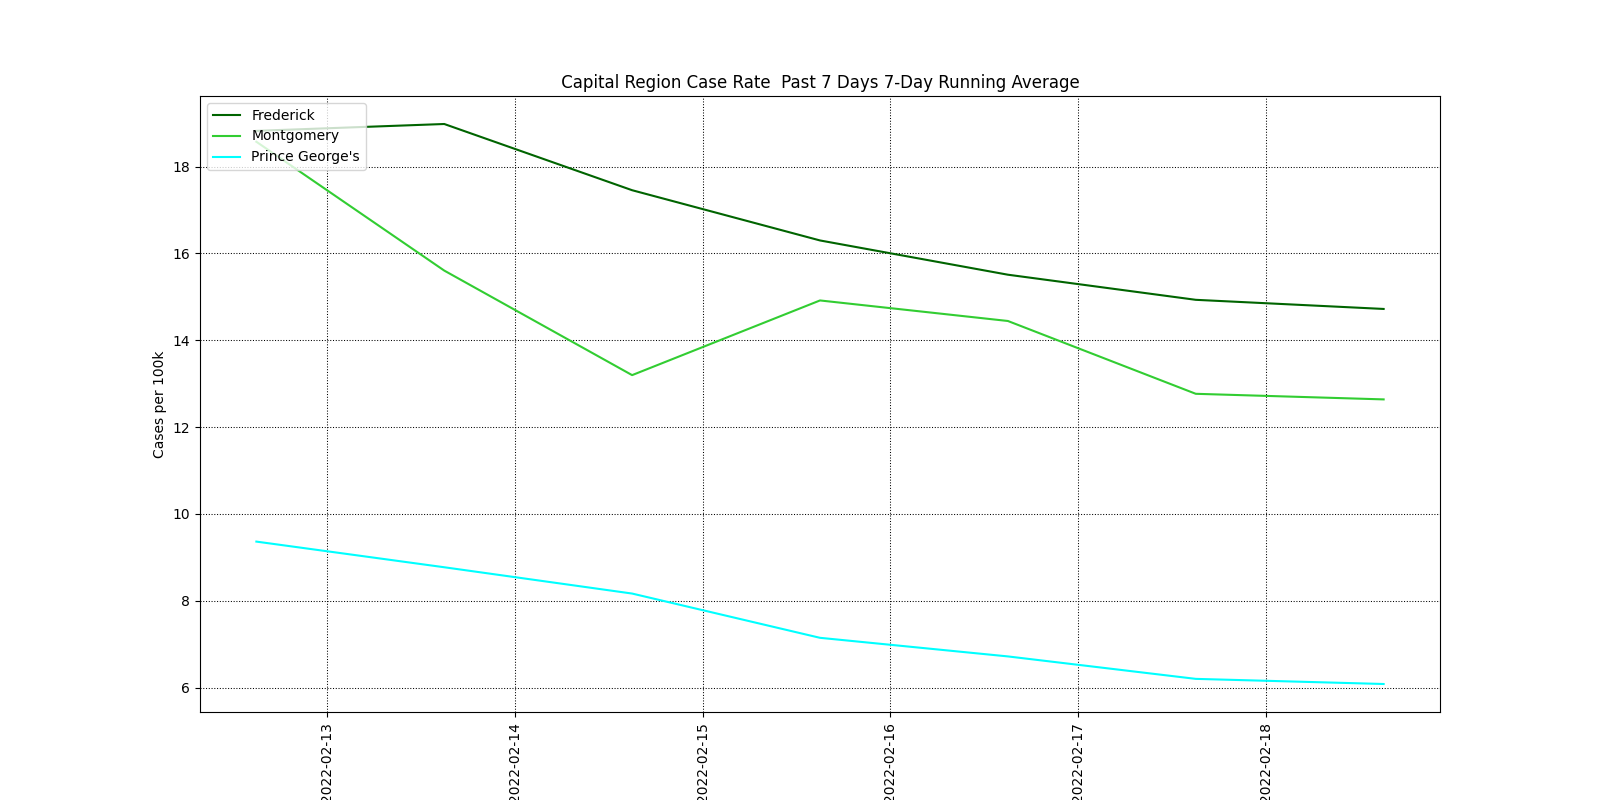 Capital Region Case Rate  Past 7 Days 7-Day Running Average
Frederick
Montgomery
Prince George's
Cases per 100k
18
16
14
12
10
8
6
2022-02-13
2022-02-14
2022-02-15
2022-02-16
2022-02-17
2022-02-18